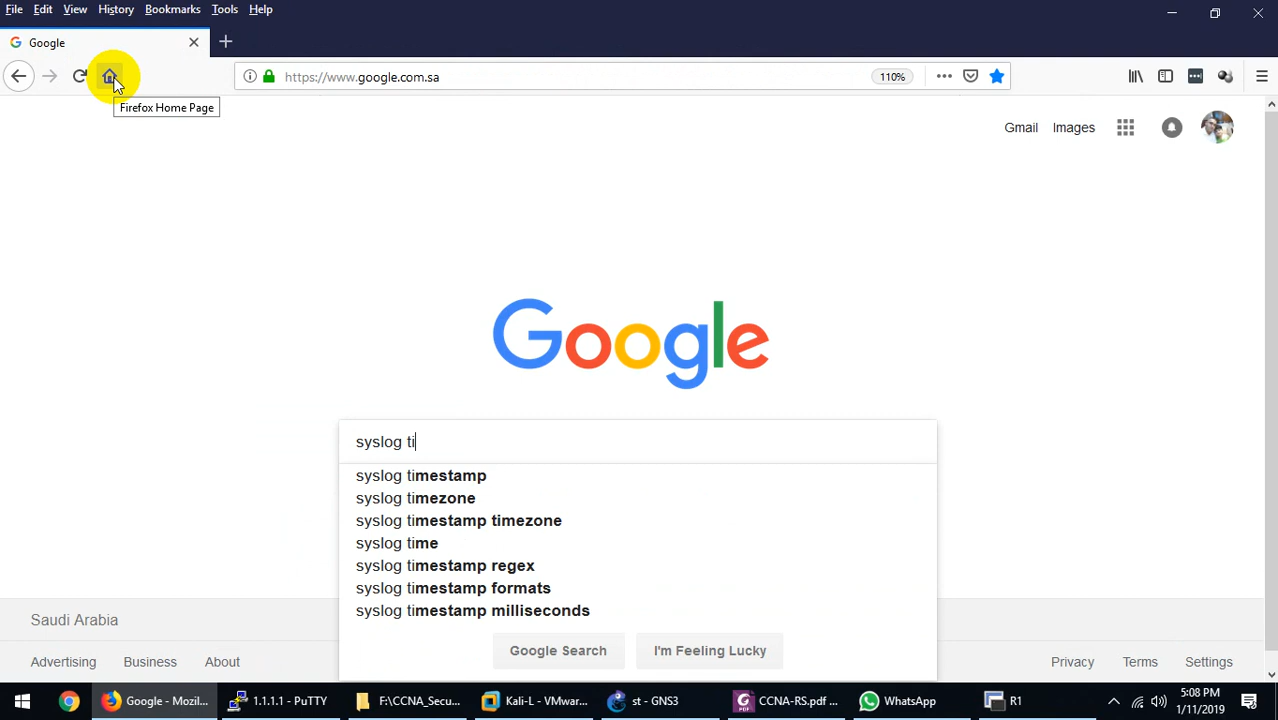 File Edit View History Bookmarks Tools Help
Google
https://www.google.com.sa 110%
Firefox Home Page
Gmail Images
Google
syslog ti
syslog timestamp
syslog timezone
syslog timestamp timezone
syslog time
syslog timestamp regex
syslog timestamp formats
syslog timestamp milliseconds
Google Search I'm Feeling Lucky
Saudi Arabia
Advertising Business About Privacy Terms Settings
Google - Mozil... 1.1.1.1 - PuTTY F:\CCNA_Secu... Kali-L - VMwar... st - GNS3 CCNA-RS.pdf ... WhatsApp R1
5:08 PM
1/11/2019